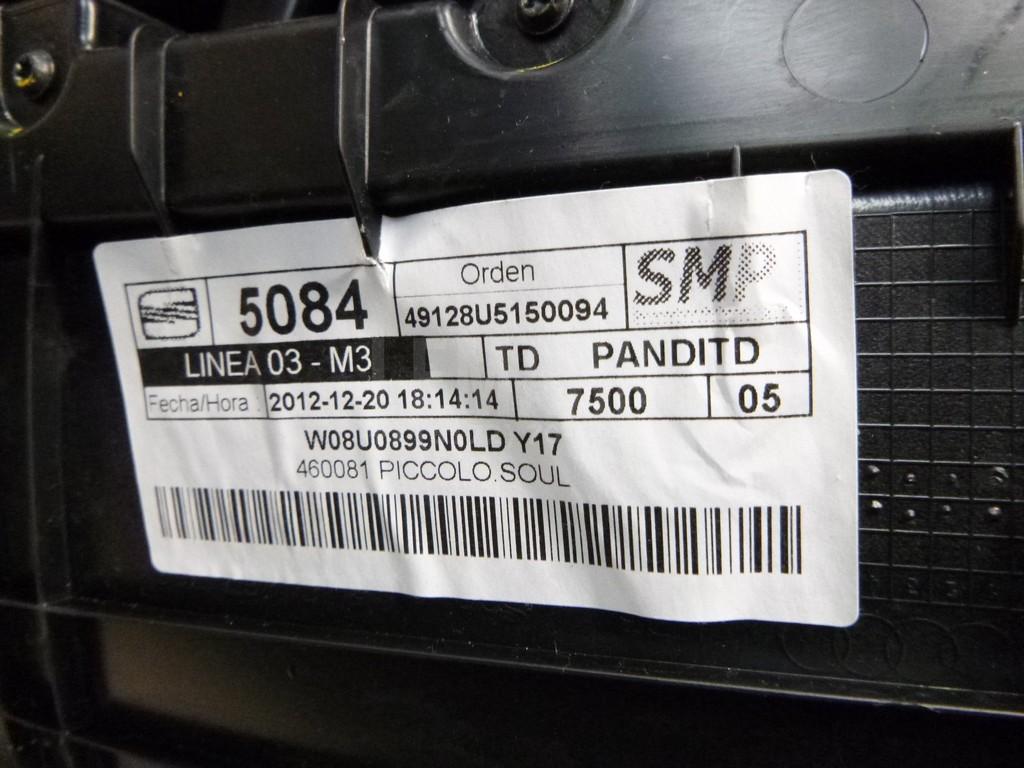 5084
Orden
49128U5150094
SMP
LINEA 03 - M3
TD PANDITD
Fecha/Hora : 2012-12-20 18:14:14
7500
05
W08U0899N0LD Y17
460081 PICCOLO.SOUL